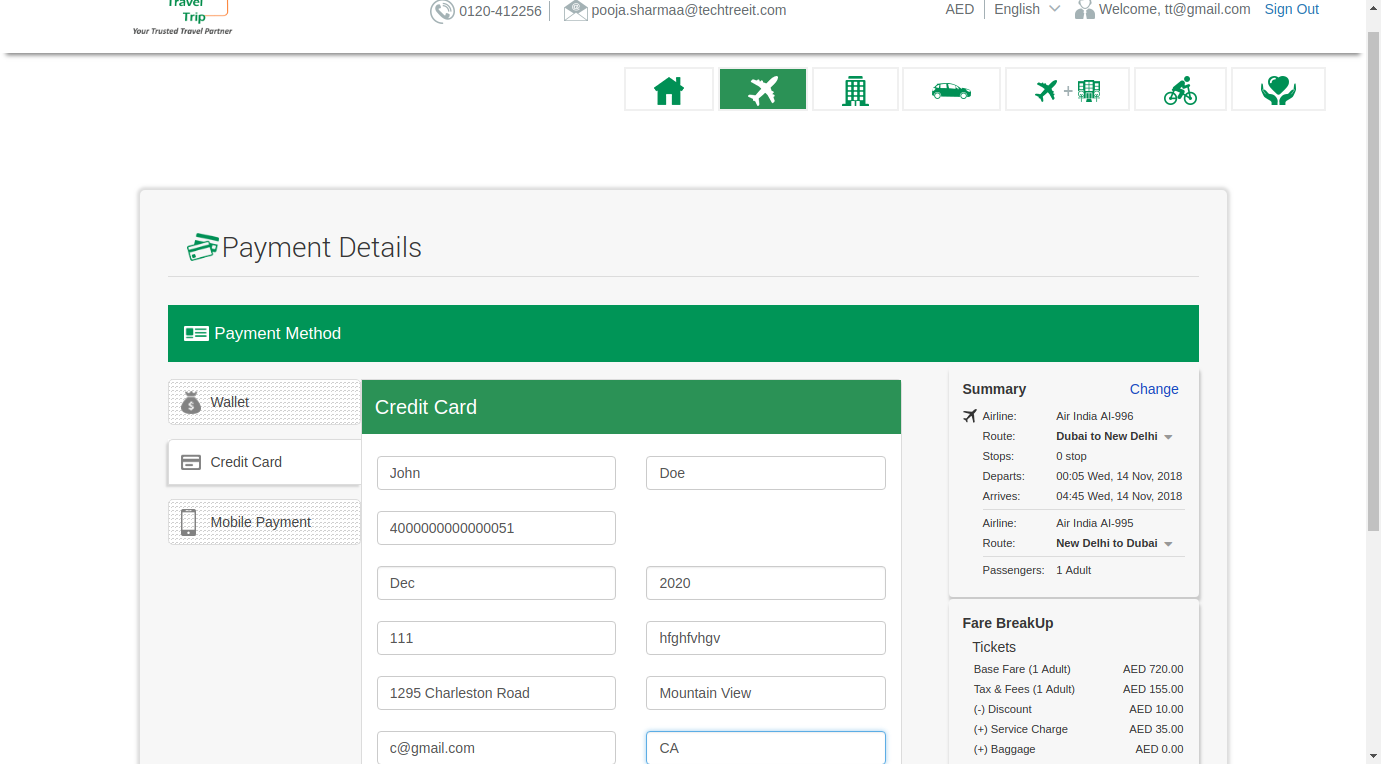 Travel
Trip
Your Trusted Travel Partner
0120-412256
pooja.sharmaa@techtreeit.com
AED
English
Welcome, tt@gmail.com
Sign Out
+
Payment Details
Payment Method
Wallet
Credit Card
Mobile Payment
Credit Card
John
Doe
4000000000000051
Dec
2020
111
hfghfvhgv
1295 Charleston Road
Mountain View
c@gmail.com
CA
Summary
Change
Airline: Air India AI-996
Route: Dubai to New Delhi
Stops: 0 stop
Departs: 00:05 Wed, 14 Nov, 2018
Arrives: 04:45 Wed, 14 Nov, 2018
Airline: Air India AI-995
Route: New Delhi to Dubai
Passengers: 1 Adult
Fare BreakUp
Tickets
Base Fare (1 Adult) AED 720.00
Tax & Fees (1 Adult) AED 155.00
(-) Discount AED 10.00
(+) Service Charge AED 35.00
(+) Baggage AED 0.00